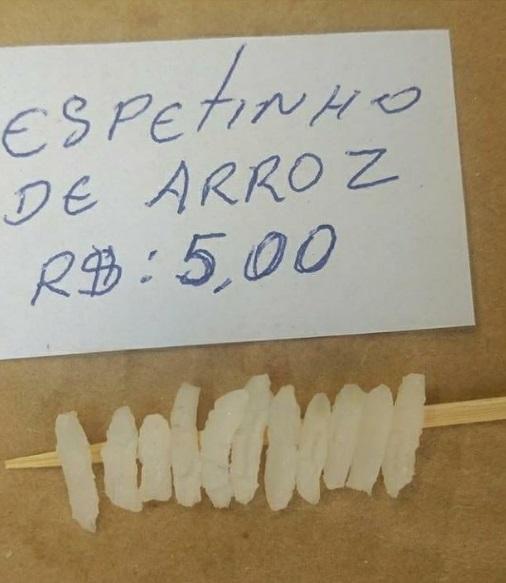 ESPETINHO
DE ARROZ
R$: 5,00